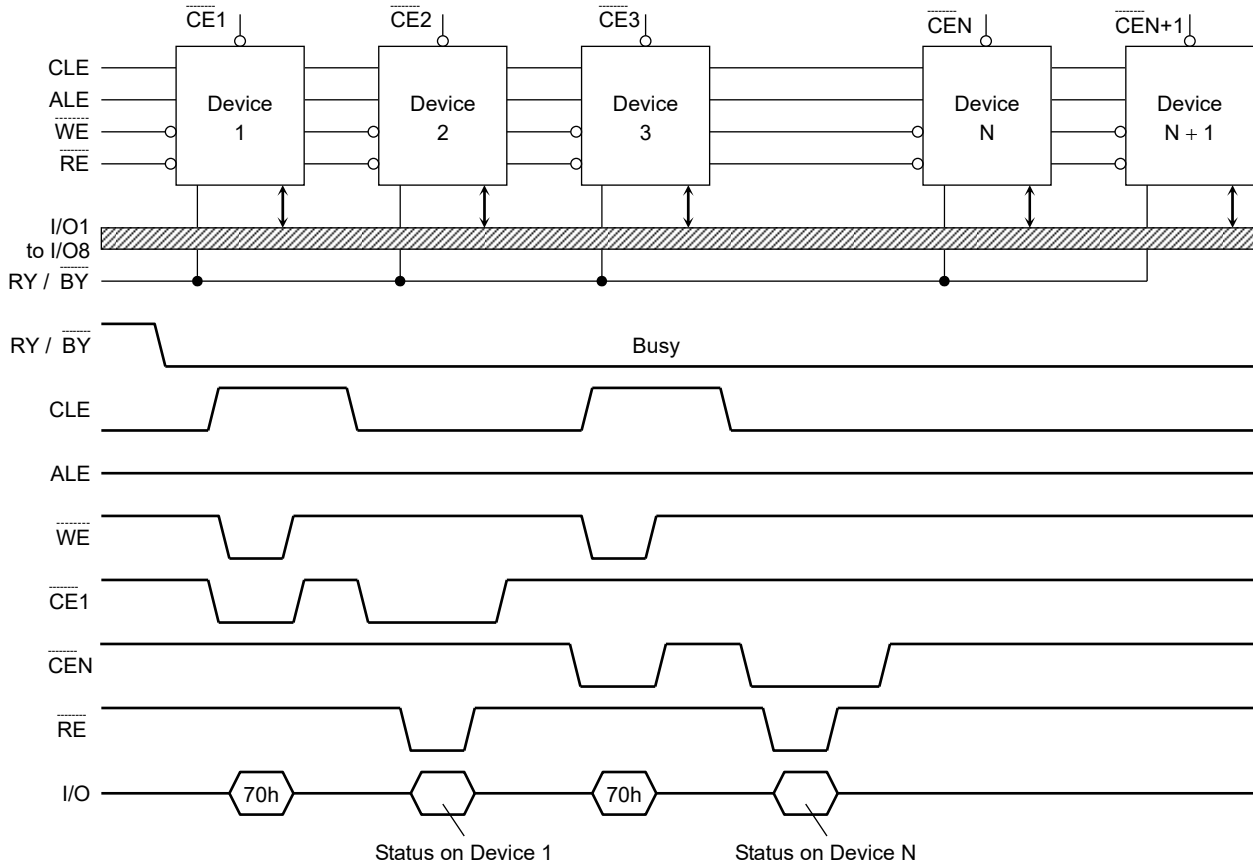 CE1 CE2 CE3 CEN CEN+1
CLE
ALE
WE
RE
Device
1
Device
2
Device
3
Device
N
Device
N + 1
I/O1
to I/O8
RY / BY
RY / BY
Busy
CLE
ALE
WE
CE1
CEN
RE
I/O
70h
70h
Status on Device 1
Status on Device N